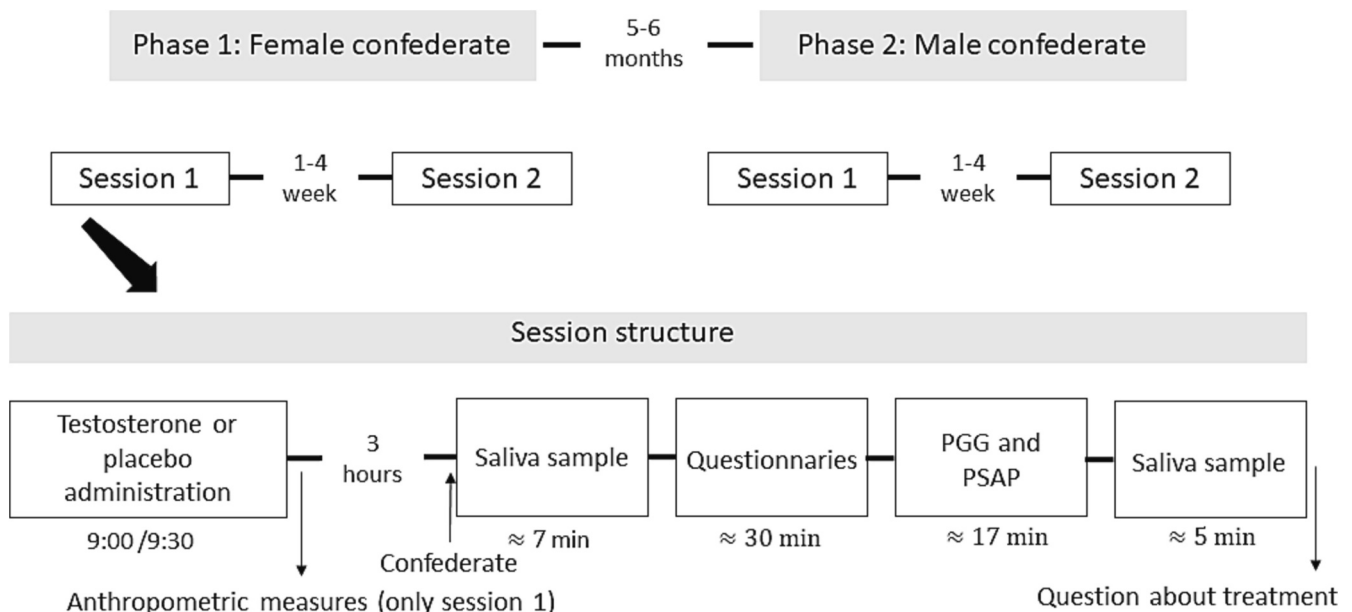 Phase 1: Female confederate
5-6
months
Phase 2: Male confederate
Session 1
1-4
week
Session 2
Session 1
1-4
week
Session 2
Session structure
Testosterone or
placebo
administration
3
hours
Saliva sample
Questionnaries
PGG and
PSAP
Saliva sample
9:00 /9:30
≈ 7 min
≈ 30 min
≈ 17 min
≈ 5 min
Confederate
Anthropometric measures (only session 1)
Question about treatment